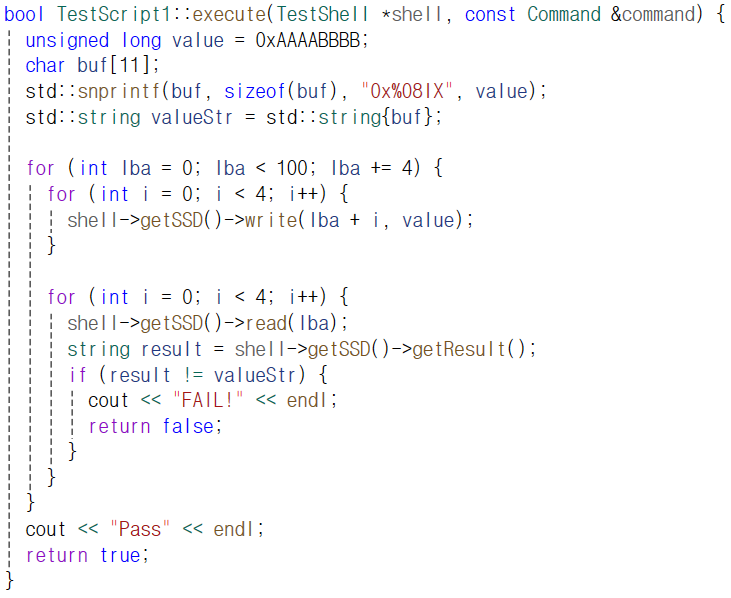 bool TestScript1::execute(TestShell *shell, const Command &command) {
unsigned long value = 0xAAAABBBB;
char buf[11];
std::snprintf(buf, sizeof(buf), "0x%08lX", value);
std::string valueStr = std::string{buf};
for (int lba = 0; lba < 100; lba += 4) {
for (int i = 0; i < 4; i++) {
shell->getSSD()->write(lba + i, value);
}
for (int i = 0; i < 4; i++) {
shell->getSSD()->read(lba);
string result = shell->getSSD()->getResult();
if (result != valueStr) {
cout << "FAIL!" << endl;
return false;
}
}
}
cout << "Pass" << endl;
return true;
}